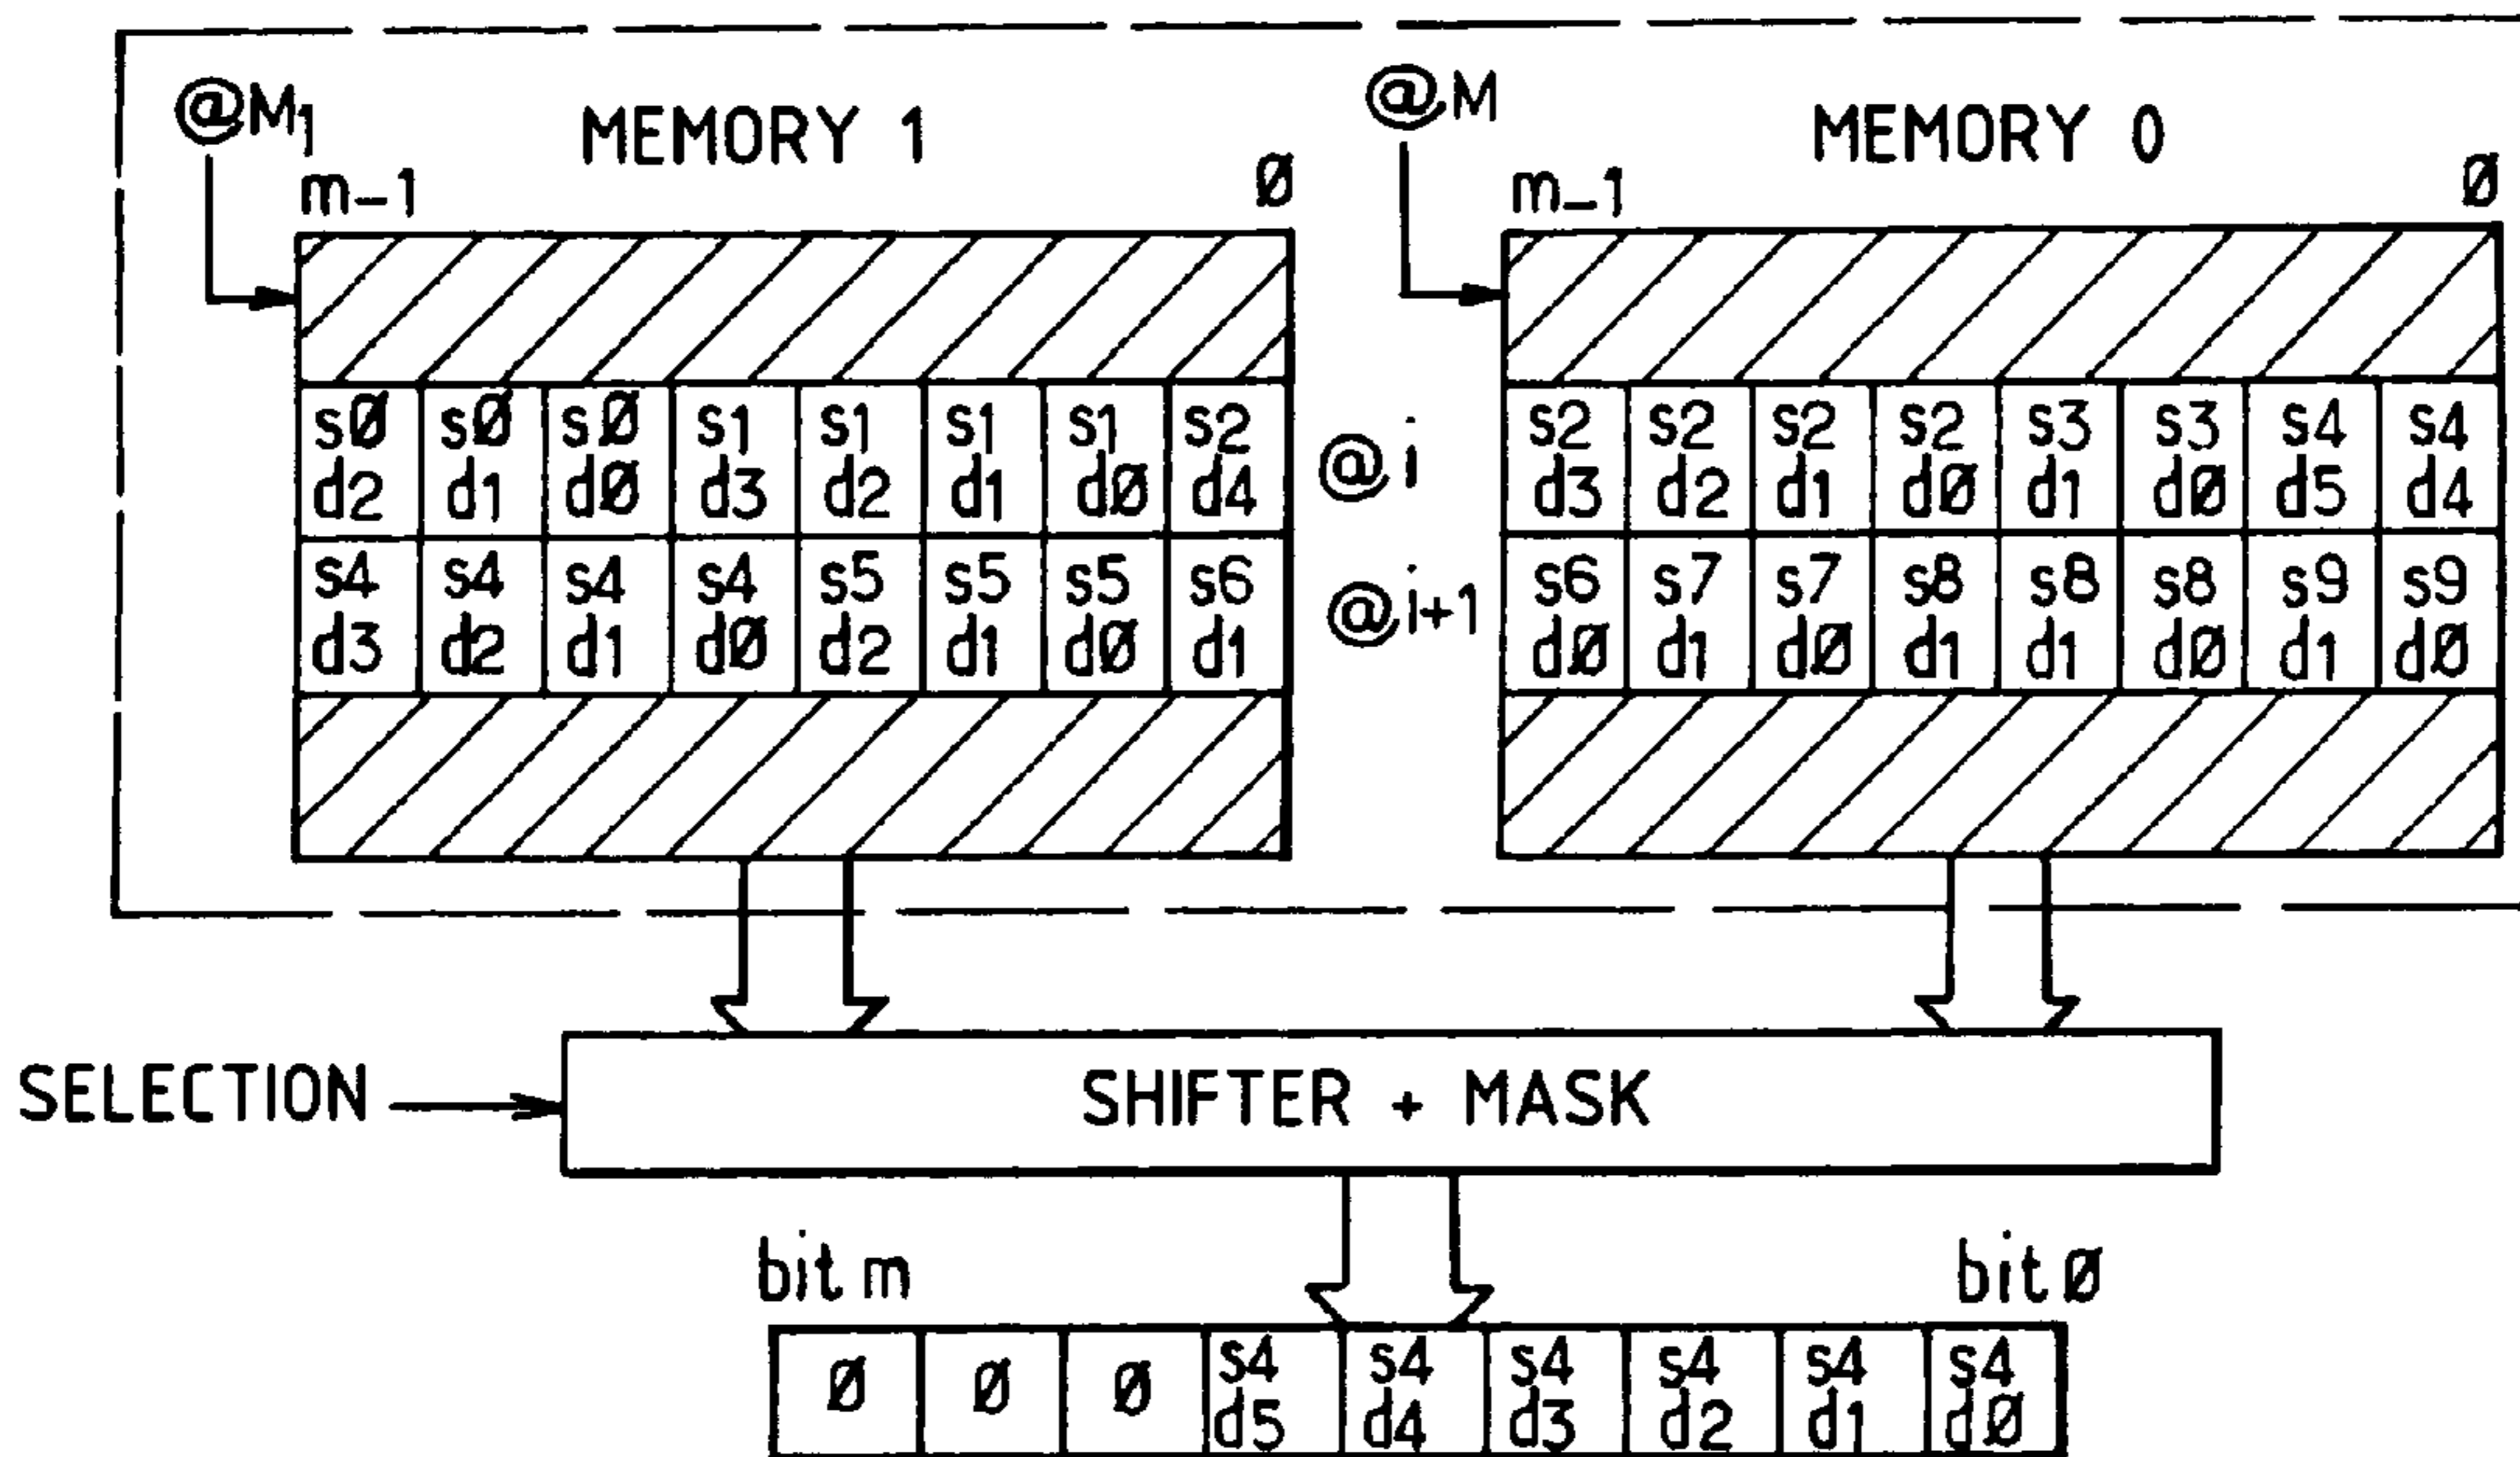 @M1 MEMORY 1 @M MEMORY 0
m-1 Ø m-1 Ø
sØ sØ sØ s1 s1 s1 s1 s2 @i s2 s2 s2 s2 s3 s3 s4 s4
d2 d1 dØ d3 d2 d1 dØ d4 d3 d2 d1 dØ d1 dØ d5 d4
s4 s4 s4 s4 s5 s5 s5 s6 @i+1 s6 s7 s7 s8 s8 s8 s9 s9
d3 d2 d1 dØ d2 d1 dØ d1 dØ d1 dØ d1 d1 dØ d1 dØ
SELECTION SHIFTER + MASK
bit m bit Ø
Ø Ø Ø s4 s4 s4 s4 s4 s4
d5 d4 d3 d2 d1 dØ